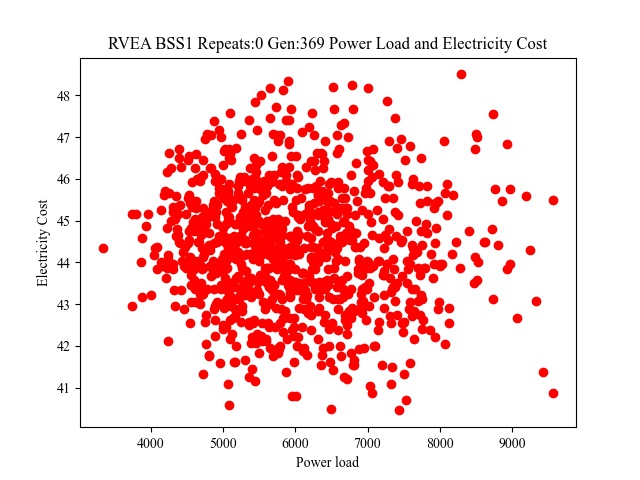 RVEA BSS1 Repeats:0 Gen:369 Power Load and Electricity Cost
48
47
46
45
44
43
42
41
Electricity Cost
4000 5000 6000 7000 8000 9000
Power load